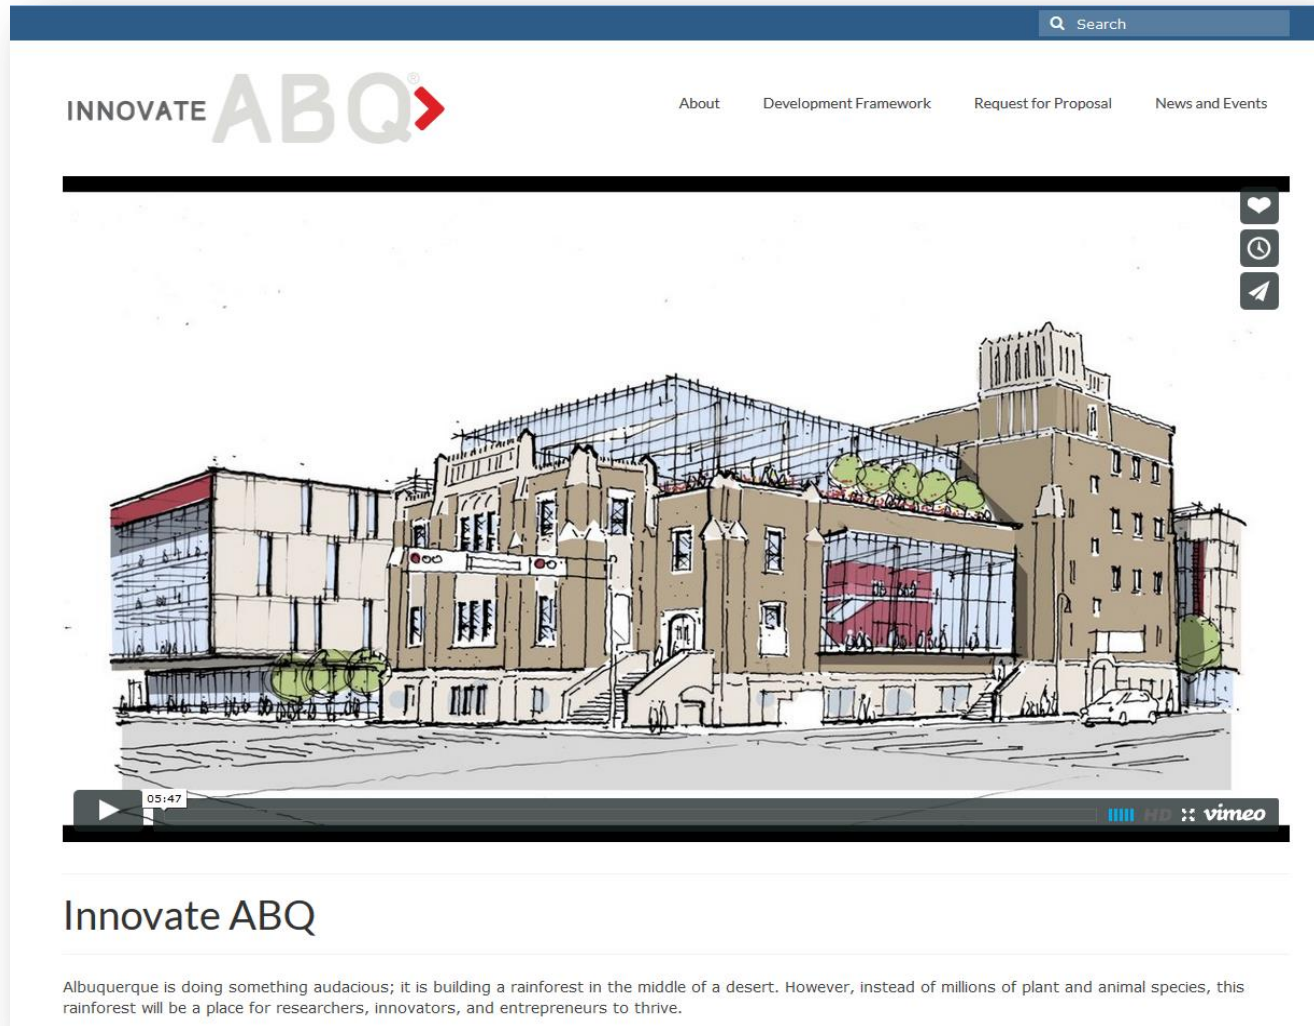 Search
INNOVATE ABQ®
About Development Framework Request for Proposal News and Events
05:47
HD vimeo
Innovate ABQ
Albuquerque is doing something audacious; it is building a rainforest in the middle of a desert. However, instead of millions of plant and animal species, this
rainforest will be a place for researchers, innovators, and entrepreneurs to thrive.